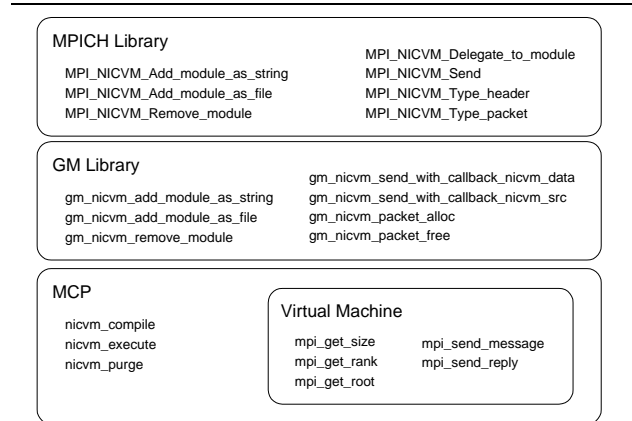 MPICH Library
MPI_NICVM_Add_module_as_string
MPI_NICVM_Add_module_as_file
MPI_NICVM_Remove_module
MPI_NICVM_Delegate_to_module
MPI_NICVM_Send
MPI_NICVM_Type_header
MPI_NICVM_Type_packet
GM Library
gm_nicvm_add_module_as_string
gm_nicvm_add_module_as_file
gm_nicvm_remove_module
gm_nicvm_send_with_callback_nicvm_data
gm_nicvm_send_with_callback_nicvm_src
gm_nicvm_packet_alloc
gm_nicvm_packet_free
MCP
nicvm_compile
nicvm_execute
nicvm_purge
Virtual Machine
mpi_get_size
mpi_get_rank
mpi_get_root
mpi_send_message
mpi_send_reply